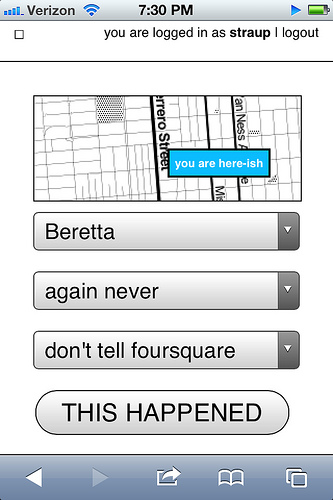 Verizon 7:30 PM
you are logged in as straup | logout
rrero Street
an Ness A
Mis
you are here-ish
Beretta
again never
don't tell foursquare
THIS HAPPENED